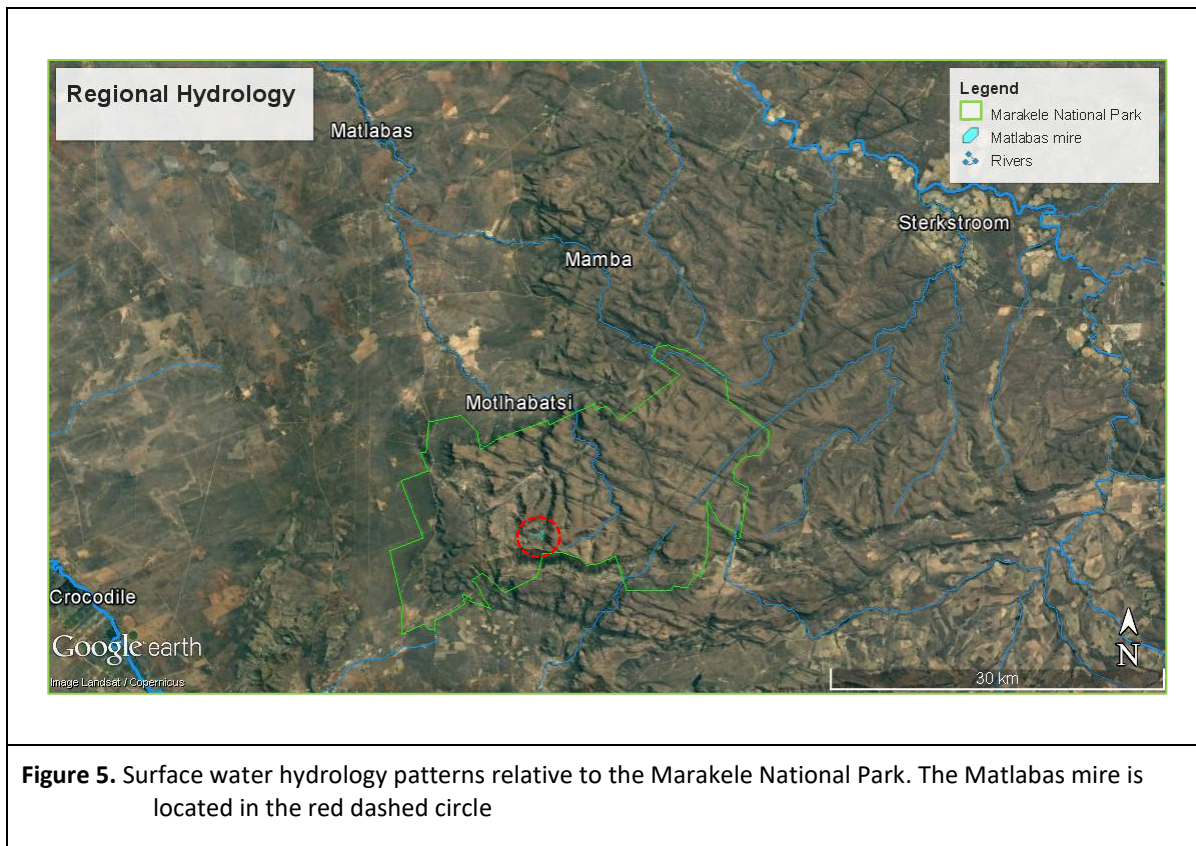 Regional Hydrology
Legend
Marakele National Park
Matlabas mire
Rivers
Matlabas
Sterkstroom
Mamba
Motlhabatsi
Crocodile
Google earth
Image Landsat / Copernicus
N
30 km
Figure 5. Surface water hydrology patterns relative to the Marakele National Park. The Matlabas mire is
located in the red dashed circle